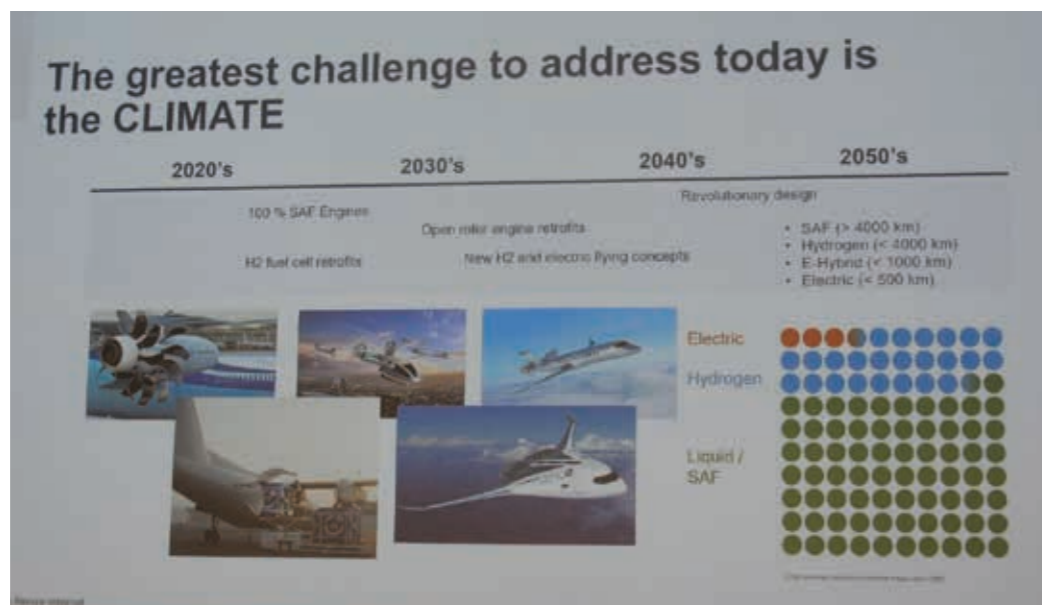 The greatest challenge to address today is
the CLIMATE
2020's
2030's
2040's
2050's
Revolutionary design
100 % SAF Engines
Open rotor engine retrofits
H2 fuel cell retrofits
New H2 and electric flying concepts
• SAF (> 4000 km)
• Hydrogen (< 4000 km)
• E-Hybrid (< 1000 km)
• Electric (< 500 km)
Electric
Hydrogen
Liquid /
SAF